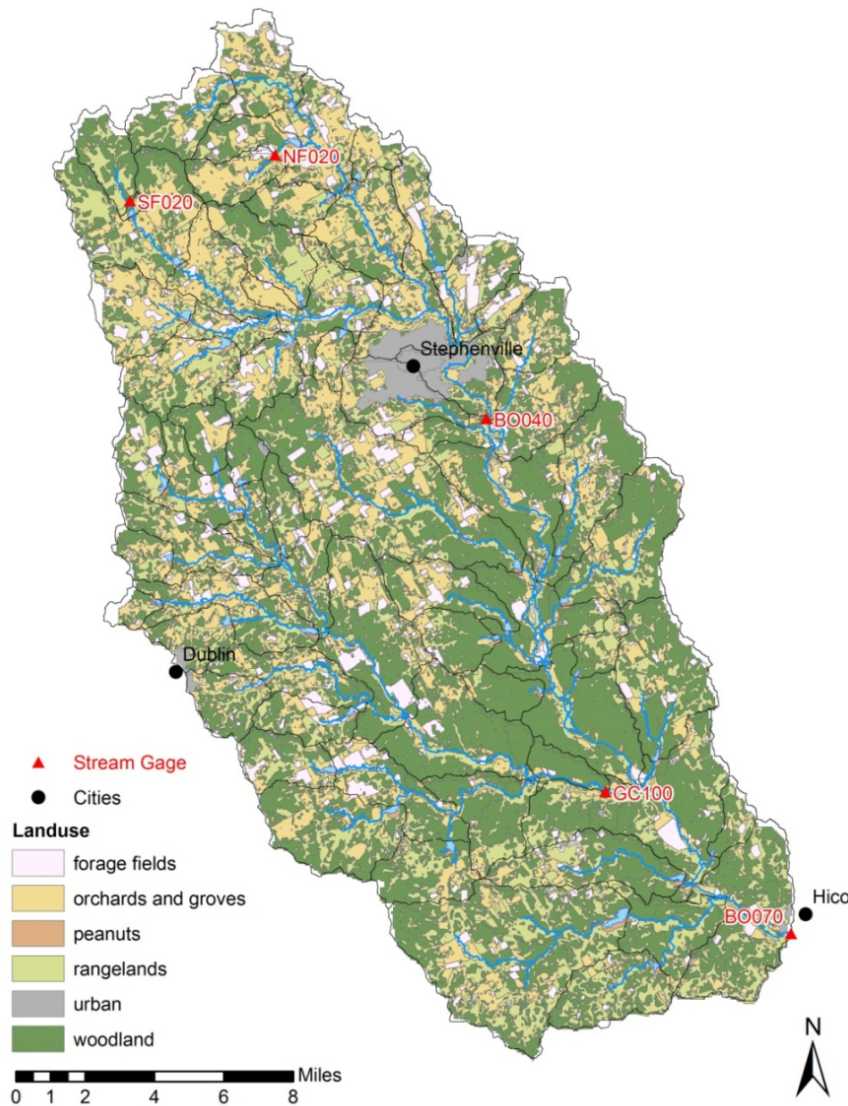 NF020
SF020
Stephenville
BO040
Dublin
GC100
BO070
Hico
Stream Gage
Cities
Landuse
forage fields
orchards and groves
peanuts
rangelands
urban
woodland
Miles
0 1 2 4 6 8
N